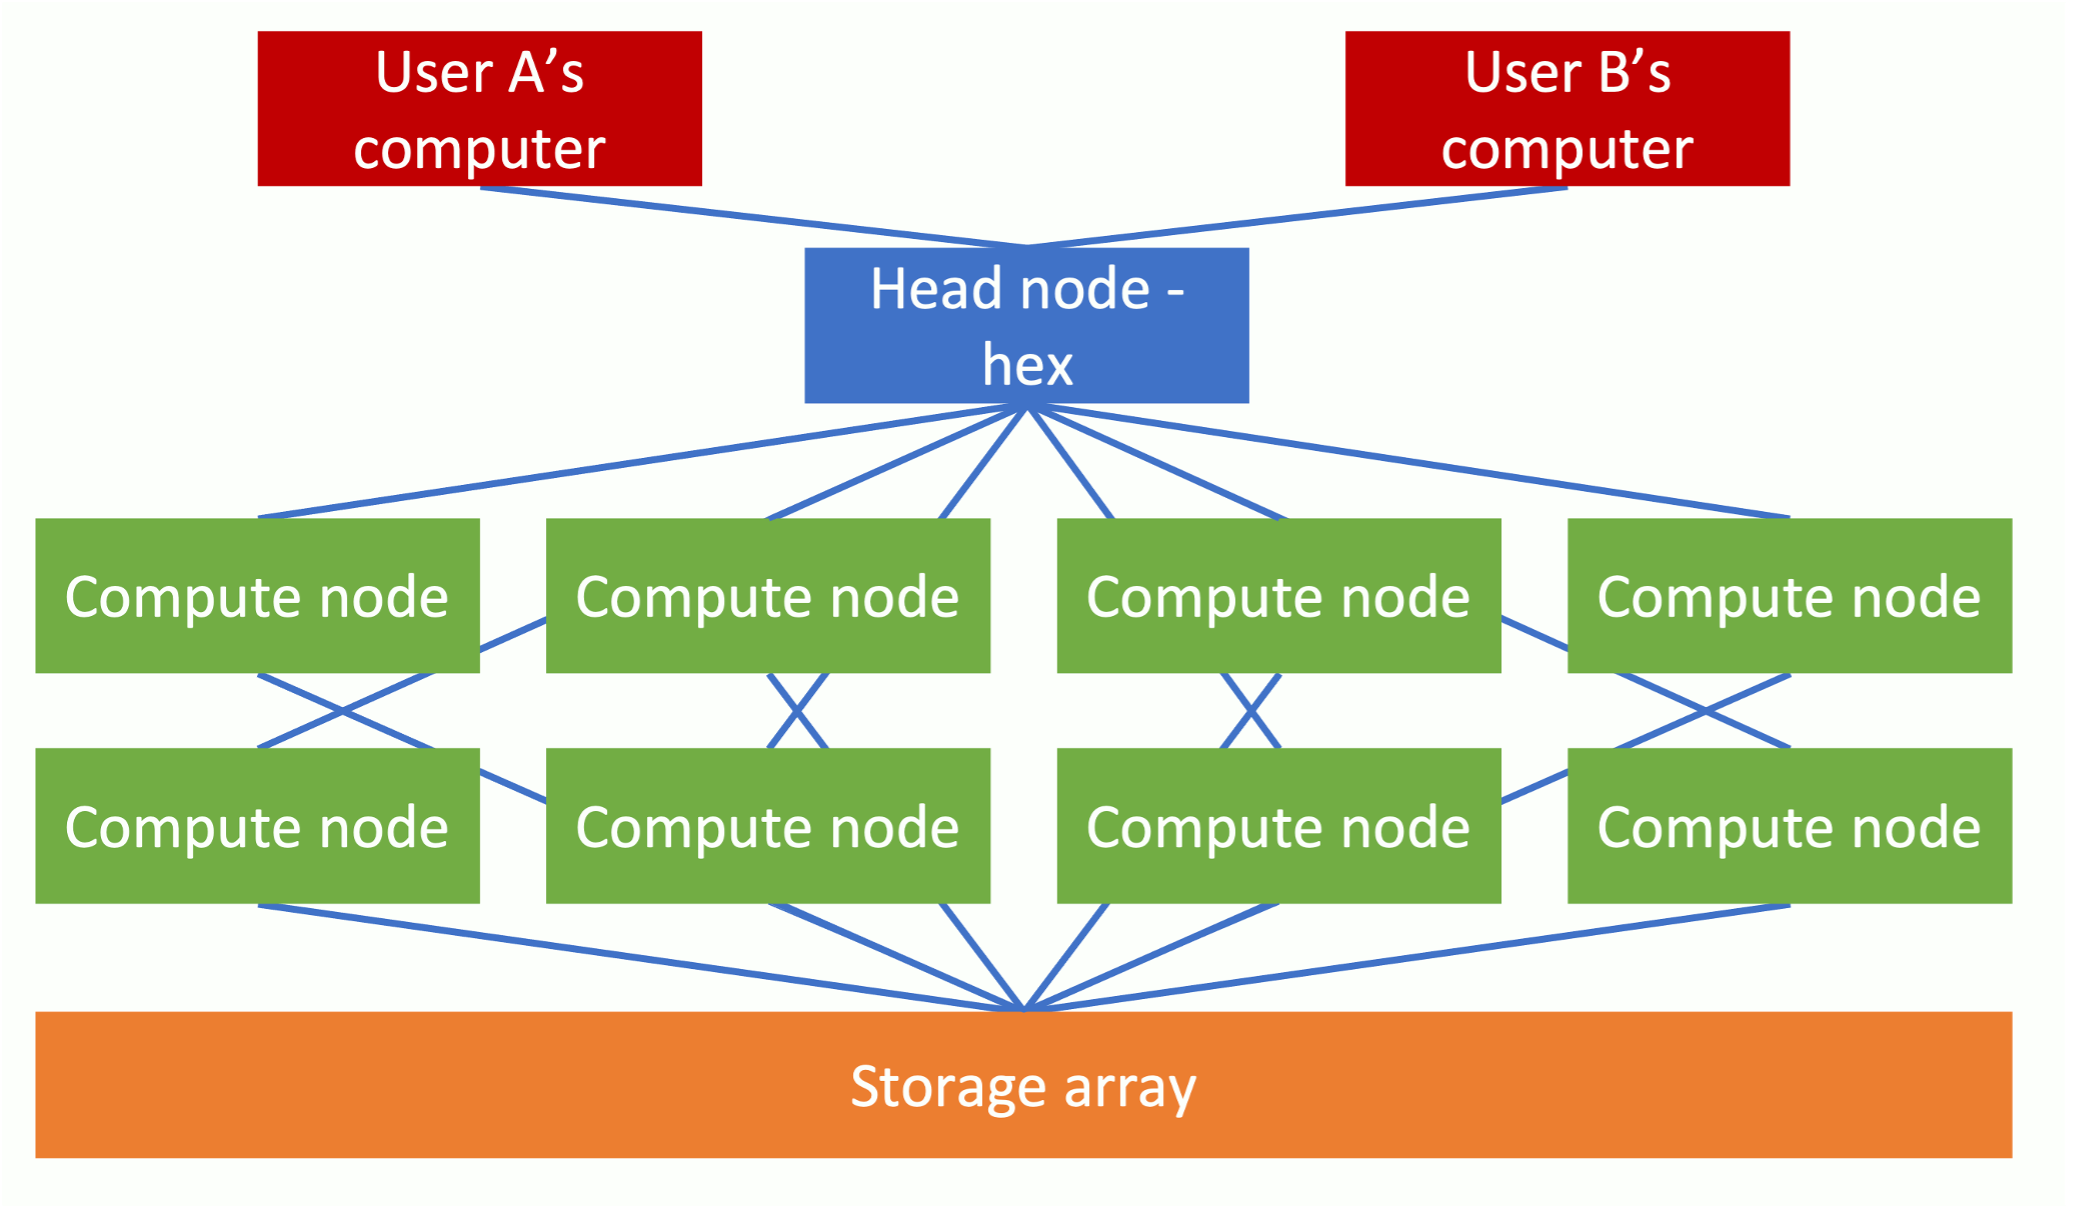 User A’s
computer
User B’s
computer
Head node -
hex
Compute node
Compute node
Compute node
Compute node
Compute node
Compute node
Compute node
Compute node
Storage array